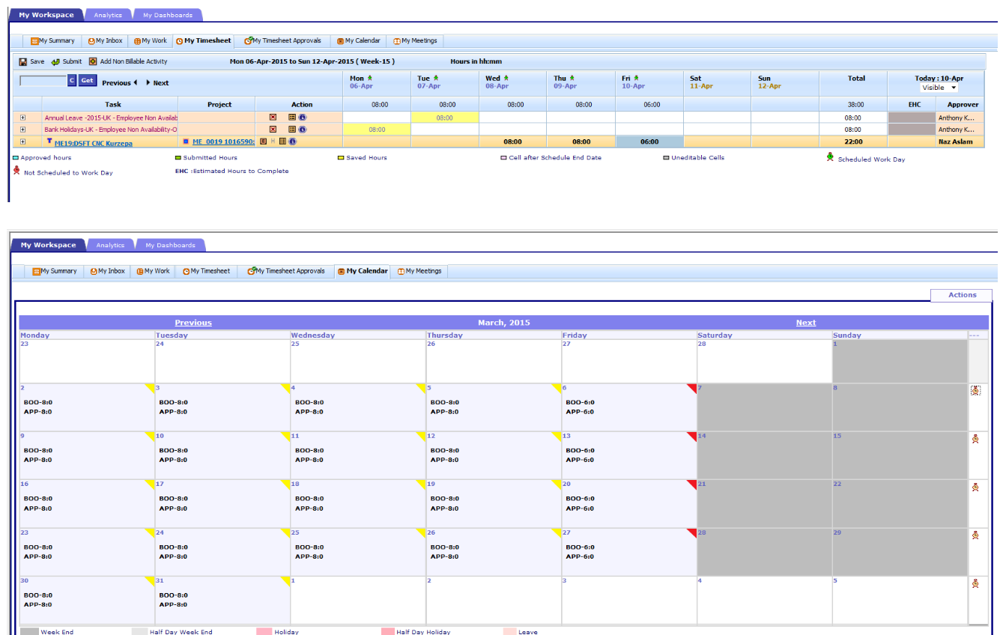 My Workspace Analytics My Dashboards
My Summary My Inbox My Work My Timesheet My Timesheet Approvals My Calendar My Meetings
Save Submit Add Non Billable Activity Mon 06-Apr-2015 to Sun 12-Apr-2015 ( Week-15 ) Hours in hh:mm
C Get Previous Next Mon Tue Wed Thu Fri Sat Sun Total Today : 10-Apr
06-Apr 07-Apr 08-Apr 09-Apr 10-Apr 11-Apr 12-Apr Visible
Task Project Action 08:00 08:00 08:00 08:00 06:00 38:00 EHC Approver
Annual Leave -2015-UK - Employee Non Availab 08:00 08:00 Anthony K...
Bank Holidays-UK - Employee Non Availability-O 08:00 08:00 Anthony K...
T ME19:DSFT CNC Kurzepa ME_0019 1016590: 08:00 08:00 06:00 22:00 Naz Aslam
Approved hours Submitted Hours Saved Hours Cell after Schedule End Date Uneditable Cells Scheduled Work Day
Not Scheduled to Work Day EHC :Estimated Hours to Complete
My Workspace Analytics My Dashboards
My Summary My Inbox My Work My Timesheet My Timesheet Approvals My Calendar My Meetings
Actions
Previous March, 2015 Next
Monday Tuesday Wednesday Thursday Friday Saturday Sunday ---
23 24 25 26 27 28 1
2 3 4 5 6 7 8
BOO-8:0 BOO-8:0 BOO-8:0 BOO-8:0 BOO-6:0
APP-8:0 APP-8:0 APP-8:0 APP-8:0 APP-6:0
9 10 11 12 13 14 15
BOO-8:0 BOO-8:0 BOO-8:0 BOO-8:0 BOO-6:0
APP-8:0 APP-8:0 APP-8:0 APP-8:0 APP-6:0
16 17 18 19 20 21 22
BOO-8:0 BOO-8:0 BOO-8:0 BOO-8:0 BOO-6:0
APP-8:0 APP-8:0 APP-8:0 APP-8:0 APP-6:0
23 24 25 26 27 28 29
BOO-8:0 BOO-8:0 BOO-8:0 BOO-8:0 BOO-6:0
APP-8:0 APP-8:0 APP-8:0 APP-8:0 APP-6:0
30 31 1 2 3 4 5
BOO-8:0 BOO-8:0
APP-8:0 APP-8:0
Week End Half Day Week End Holiday Half Day Holiday Leave